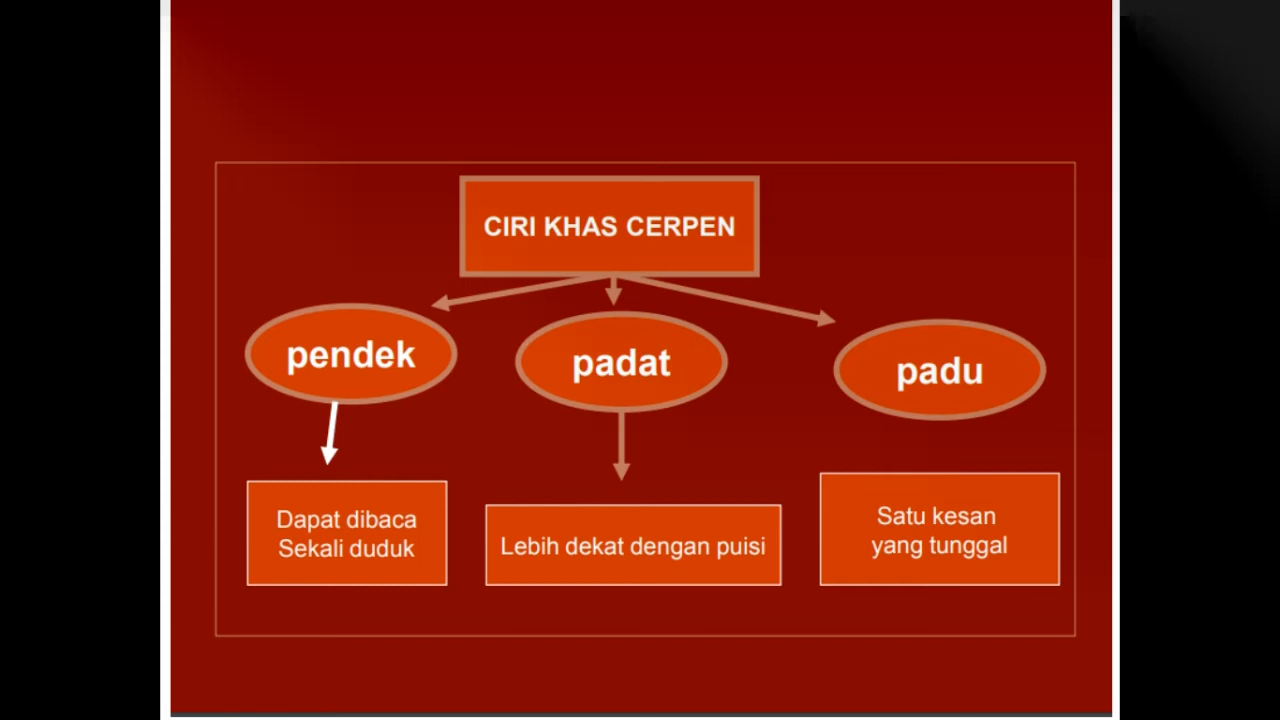 CIRI KHAS CERPEN
pendek
padat
padu
Dapat dibaca
Sekali duduk
Lebih dekat dengan puisi
Satu kesan
yang tunggal